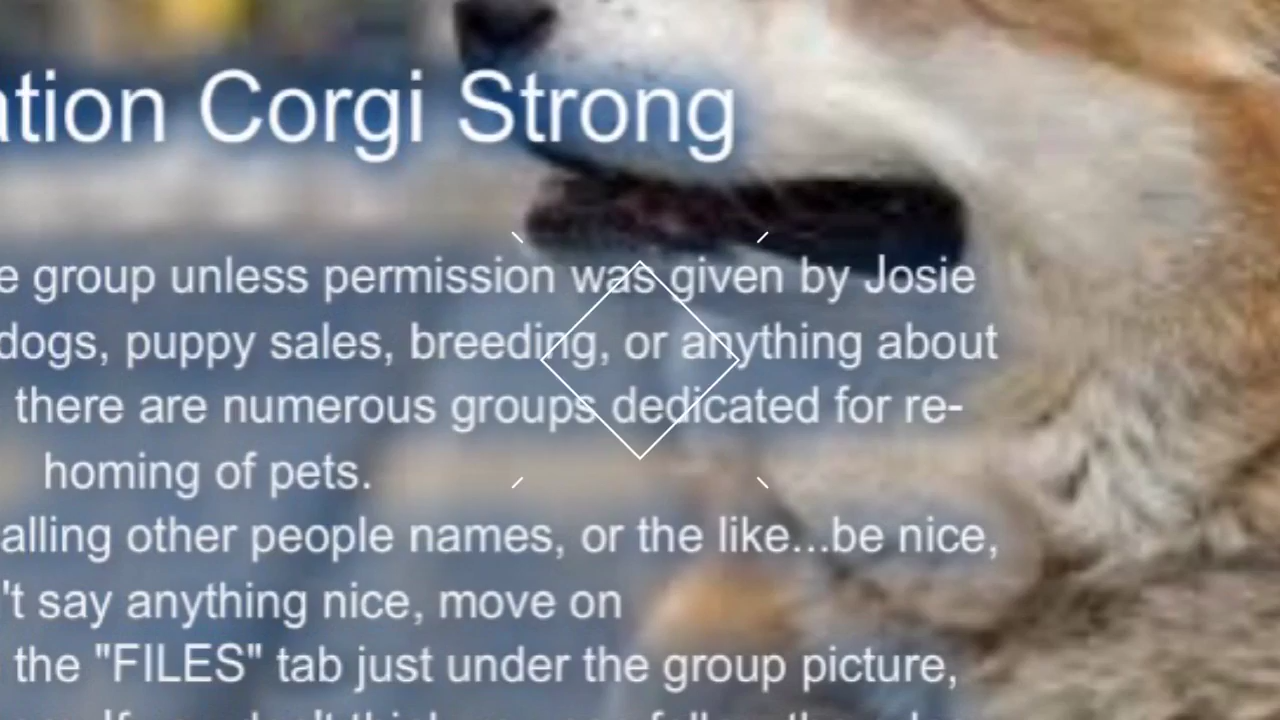 ation Corgi Strong
e group unless permission was given by Josie
dogs, puppy sales, breeding, or anything about
there are numerous groups dedicated for re-
homing of pets.
alling other people names, or the like...be nice,
't say anything nice, move on
the "FILES" tab just under the group picture,